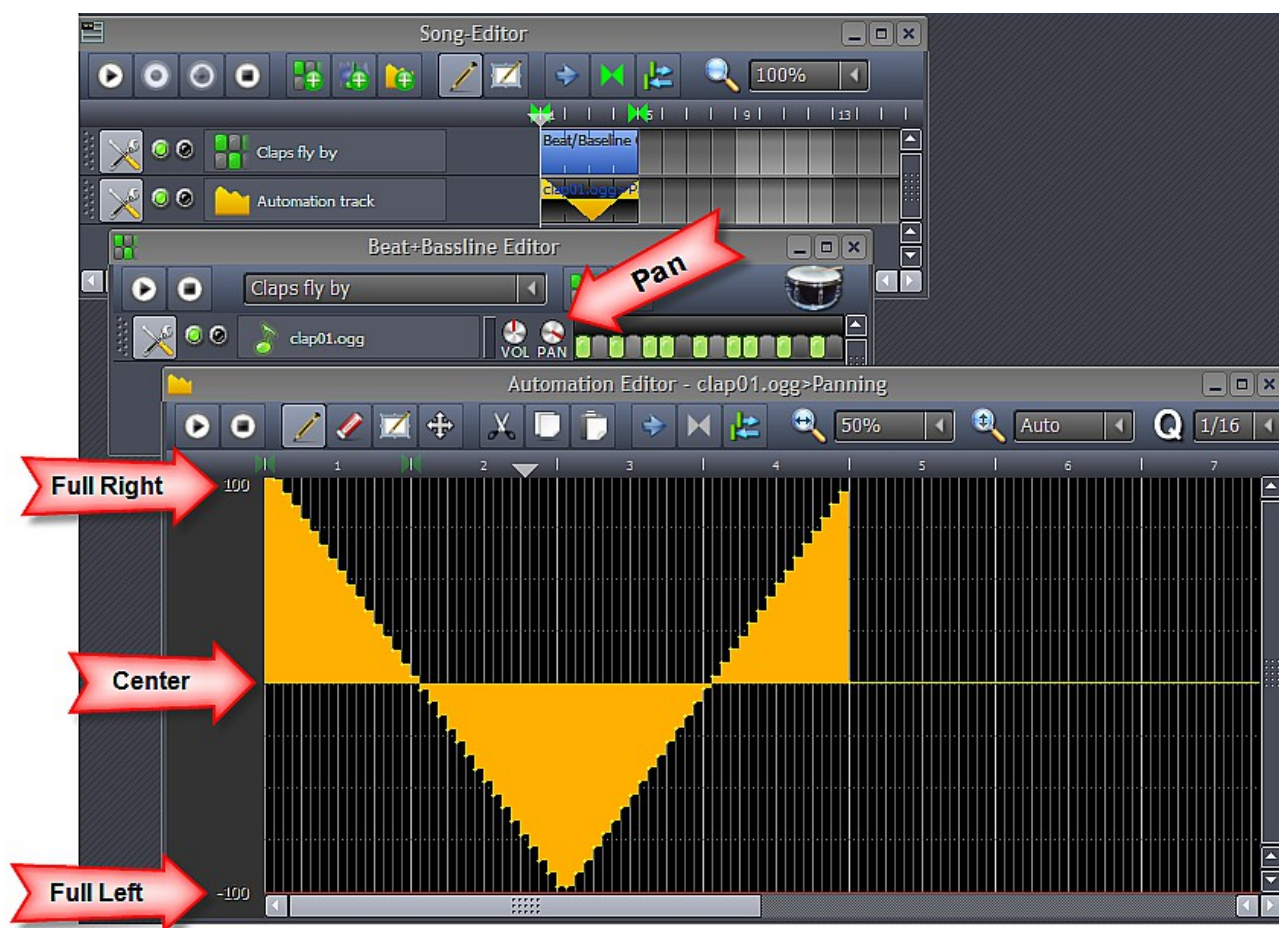 Song-Editor
100%
1 5 9 13
Claps fly by
Beat/Baseline
Automation track
clap01.ogg>P
Beat+Bassline Editor
Pan
Claps fly by
clap01.ogg
VOL PAN
Automation Editor - clap01.ogg>Panning
50%
Auto
Q
1/16
1 2 3 4 5 6 7
Full Right
100
Center
Full Left
-100